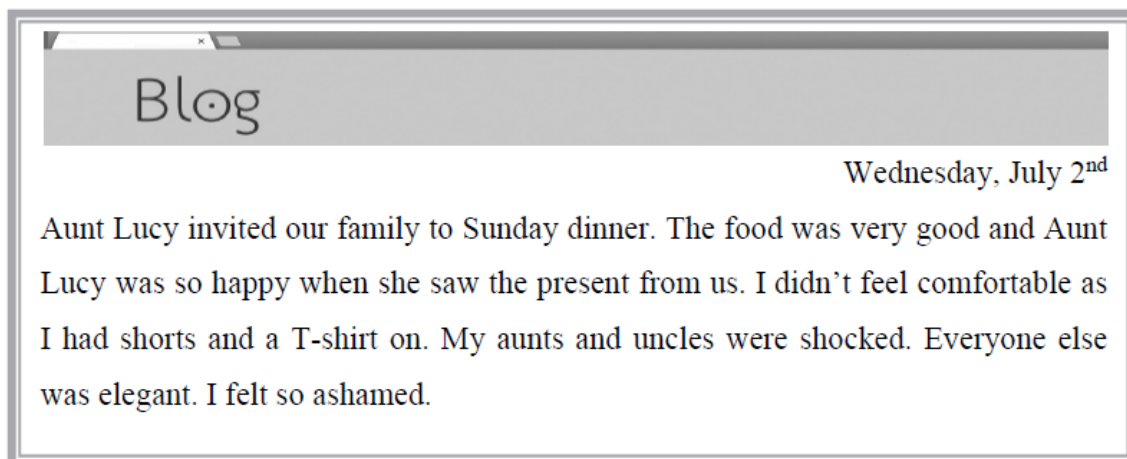 Blog
Wednesday, July 2nd
Aunt Lucy invited our family to Sunday dinner. The food was very good and Aunt
Lucy was so happy when she saw the present from us. I didn’t feel comfortable as
I had shorts and a T-shirt on. My aunts and uncles were shocked. Everyone else
was elegant. I felt so ashamed.